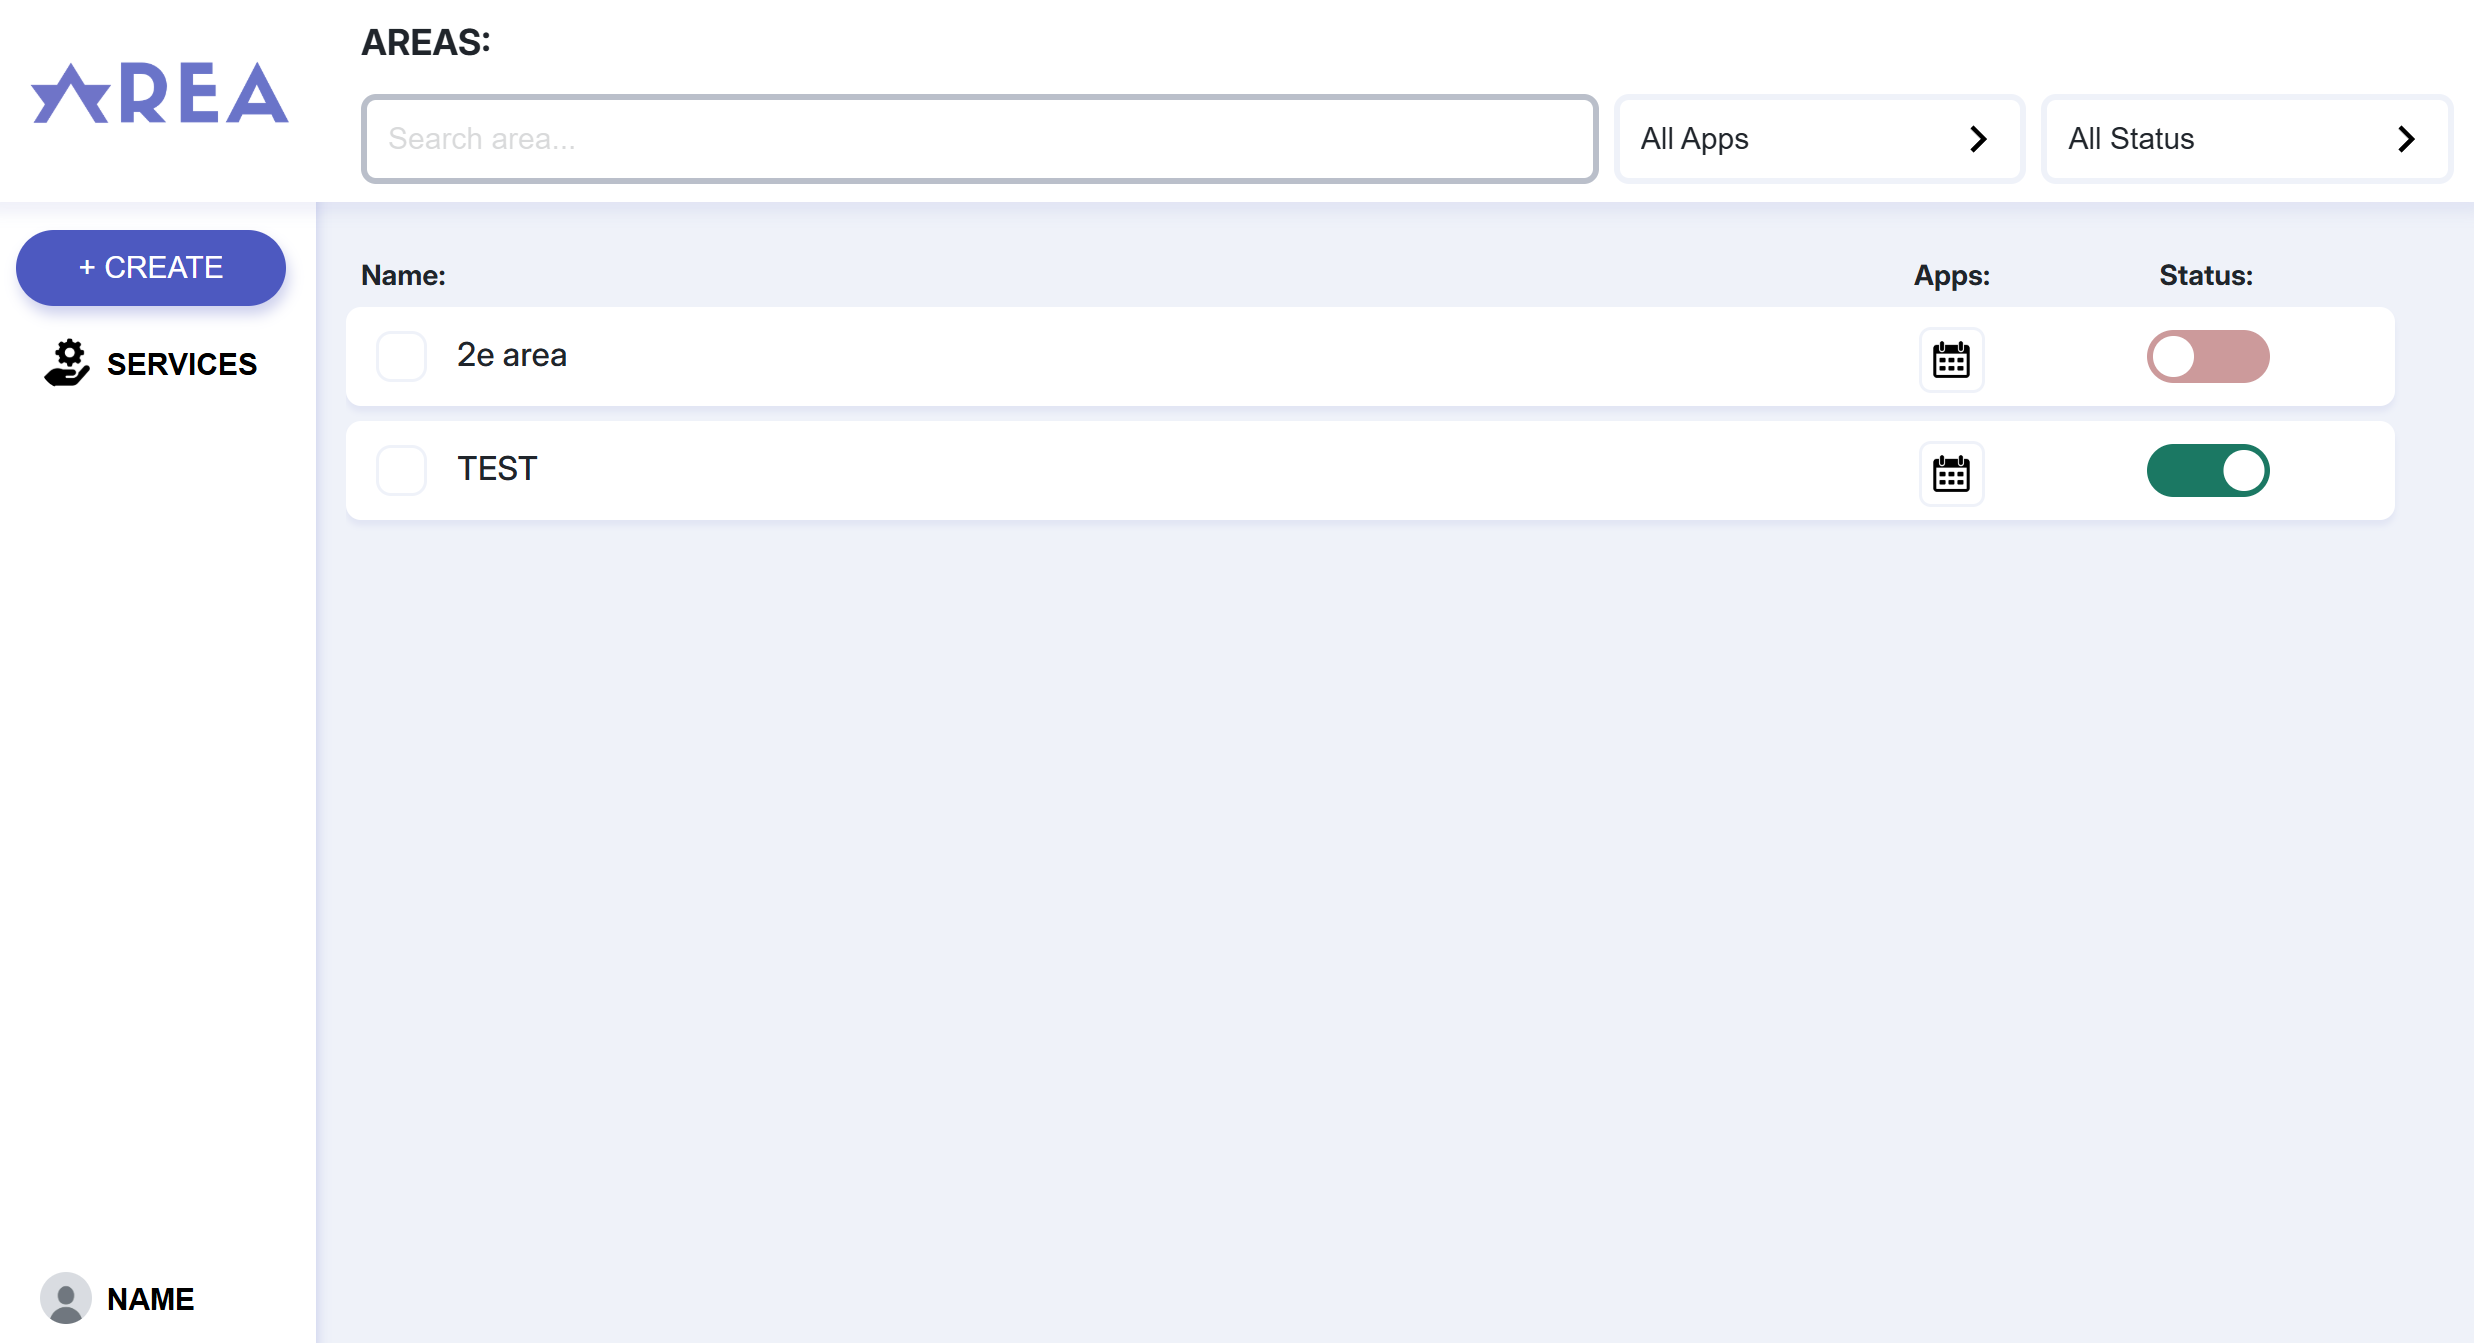 AREA
AREAS:
Search area...
All Apps
All Status
+ CREATE
SERVICES
Name:
Apps:
Status:
2e area
TEST
NAME